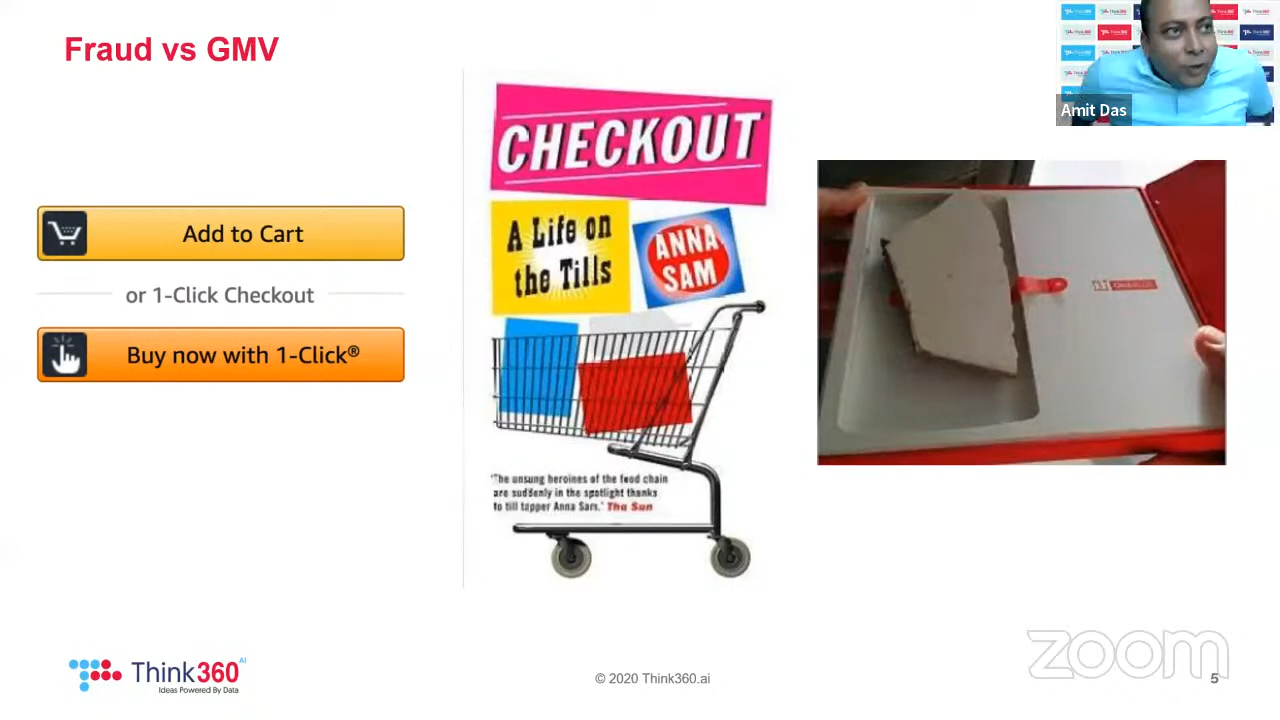 Fraud vs GMV
Amit Das
Add to Cart
or 1-Click Checkout
Buy now with 1-Click®
CHECKOUT
A Life on
the Tills
ANNA
SAM
'The unsung heroines of the food chain
are suddenly in the spotlight thanks
to till tapper Anna Sam.' The Sun
Think360 AI
Ideas Powered By Data
© 2020 Think360.ai
zoom
5